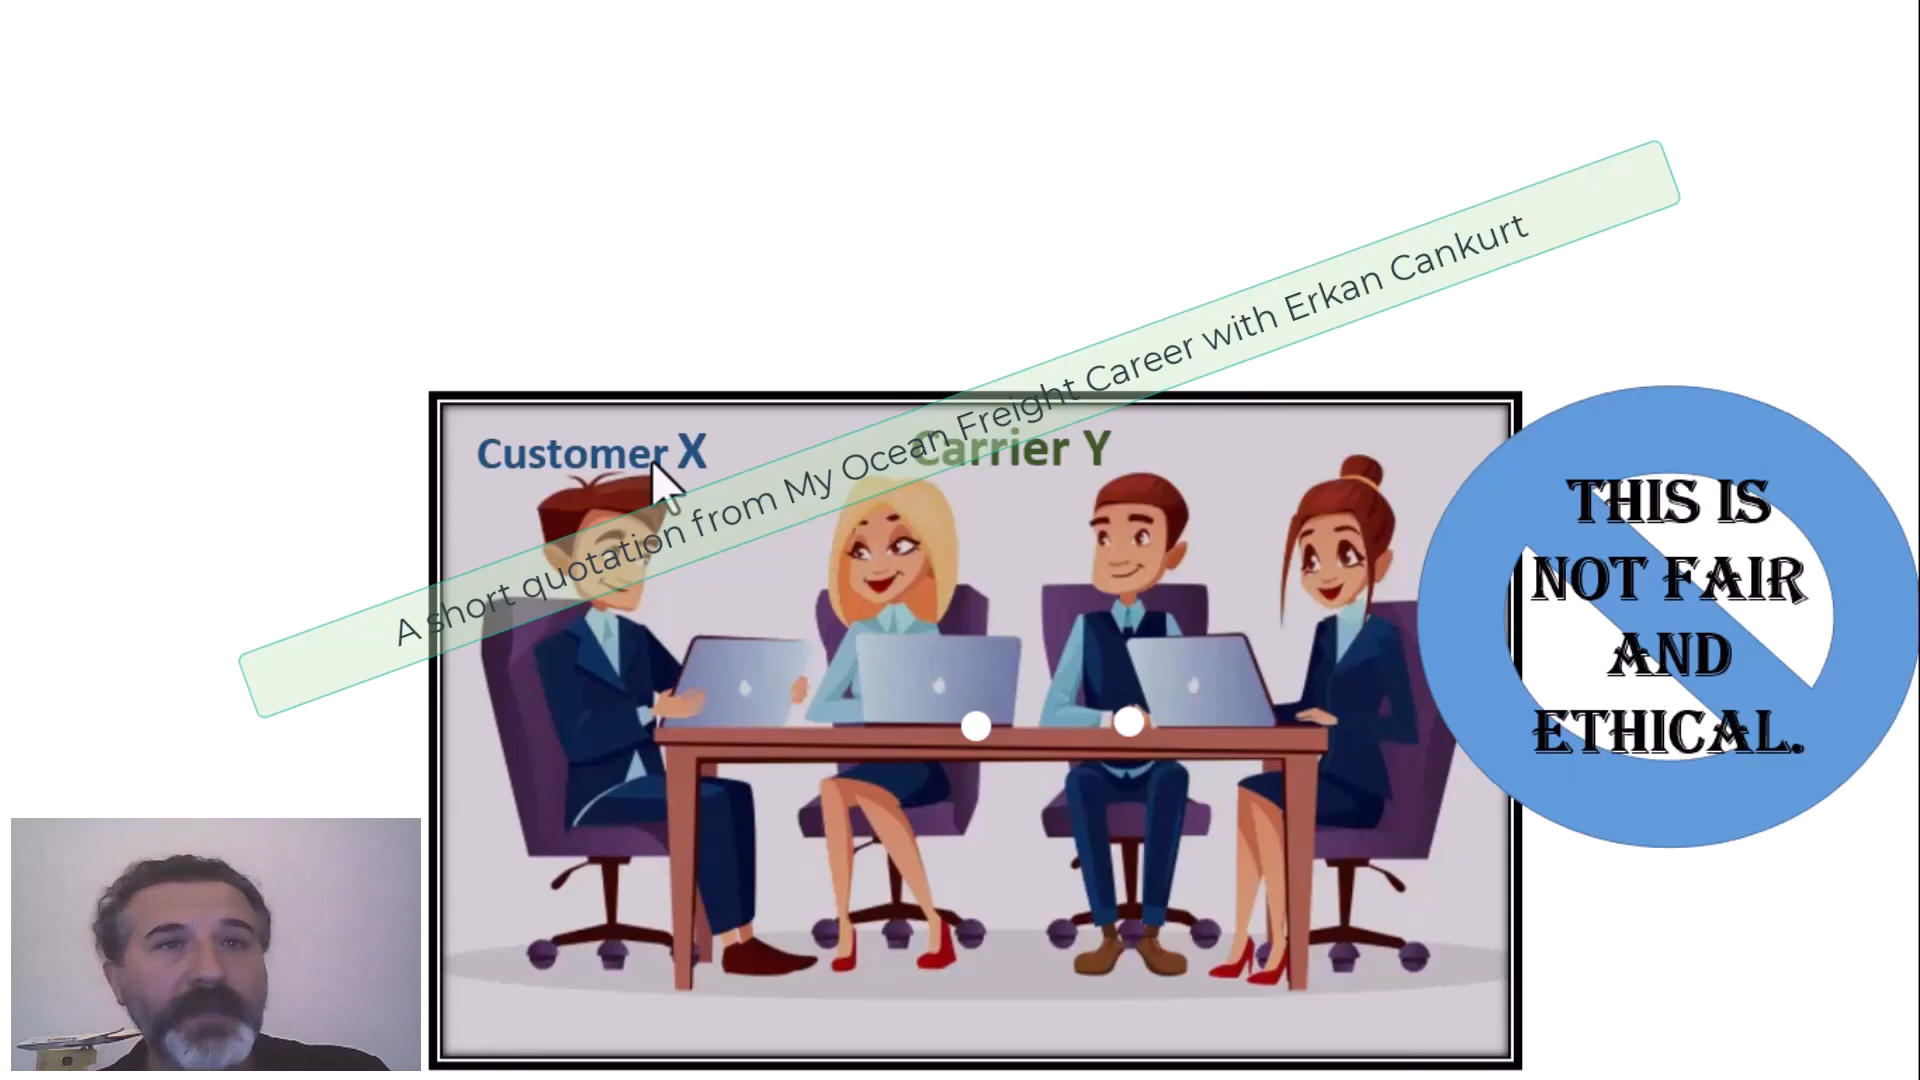 A short quotation from My Ocean Freight Career with Erkan Cankurt
Customer X
Carrier Y
THIS IS
NOT FAIR
AND
ETHICAL.